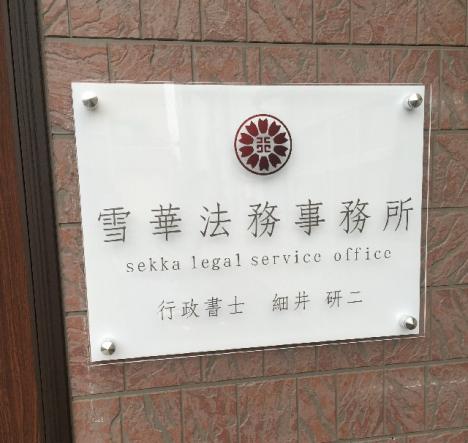 雪華法務事務所
sekka legal service office
行政書士 細井 研二